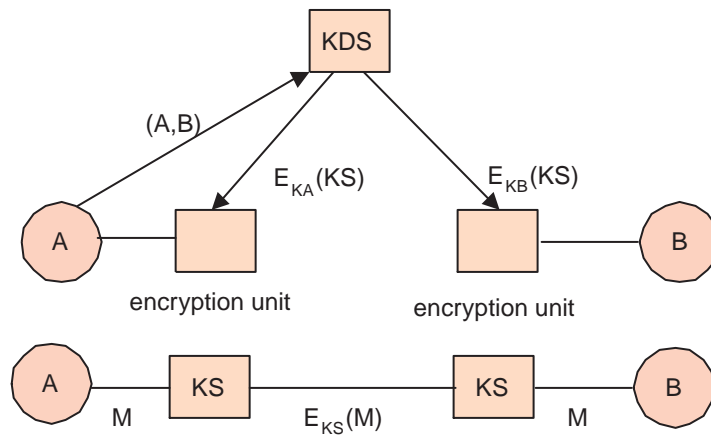 KDS
(A,B)
E_KA(KS)
E_KB(KS)
A
B
encryption unit
encryption unit
A
KS
KS
B
M
E_KS(M)
M